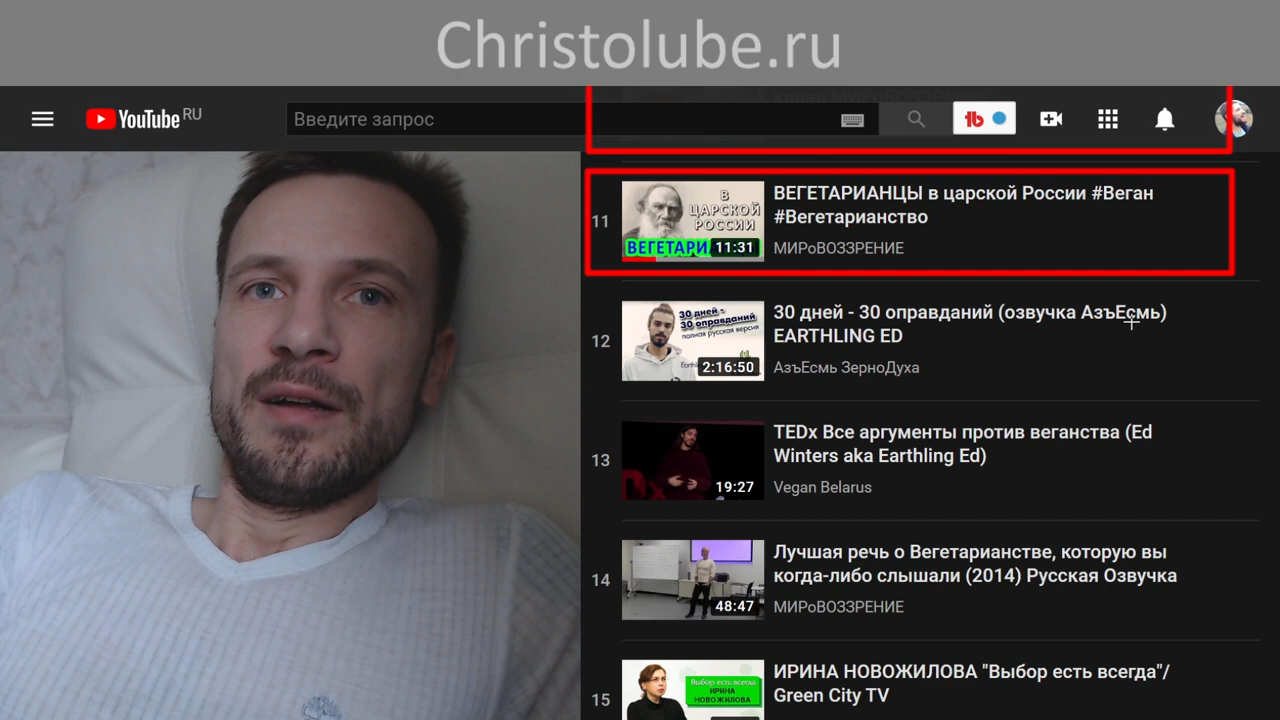 Christolube.ru
YouTube RU
Введите запрос
11
В
ЦАРСКОЙ
РОССИИ
ВЕГЕТАРИ
11:31
ВЕГЕТАРИАНЦЫ в царской России #Веган
#Вегетарианство
МИРоВОЗЗРЕНИЕ
12
30 дней -
30 оправданий
полная русская версия
2:16:50
30 дней - 30 оправданий (озвучка АзъЕсмь)
EARTHLING ED
АзъЕсмь ЗерноДуха
13
19:27
TEDx Все аргументы против веганства (Ed
Winters aka Earthling Ed)
Vegan Belarus
14
48:47
Лучшая речь о Вегетарианстве, которую вы
когда-либо слышали (2014) Русская Озвучка
МИРоВОЗЗРЕНИЕ
15
Выбор есть всегда
ИРИНА
НОВОЖИЛОВА
ИРИНА НОВОЖИЛОВА "Выбор есть всегда"/
Green City TV